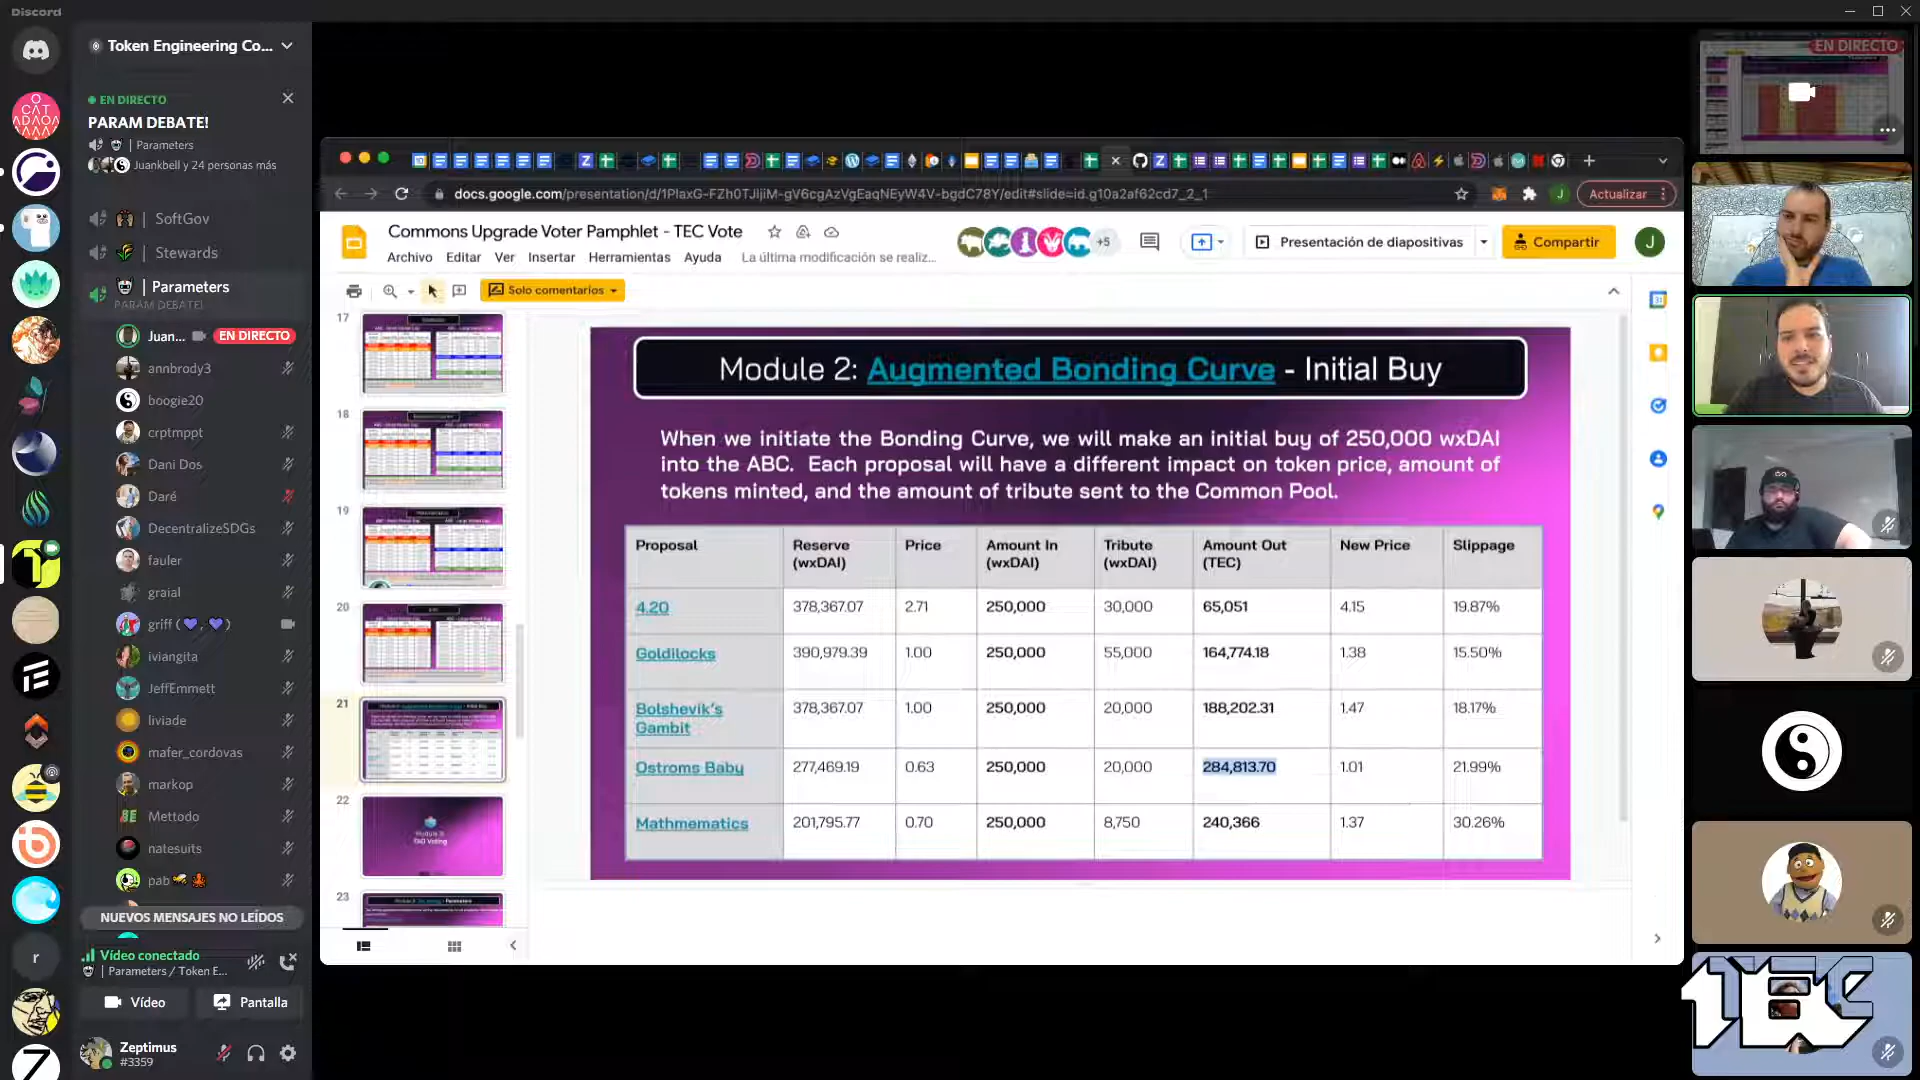 Discord
Token Engineering Co...
EN DIRECTO
PARAM DEBATE!
| Parameters
Juankbell y 24 personas más
| SoftGov
| Stewards
| Parameters
PARAM DEBATE!
Juan... EN DIRECTO
annbrody3
boogie20
crptmppt
Dani Dos
Daré
DecentralizeSDGs
fauler
graial
griff (💜,💜)
iviangita
JeffEmmett
liviade
mafer_cordovas
markop
Mettodo
natesuits
pab
NUEVOS MENSAJES NO LEÍDOS
r
Vídeo conectado
| Parameters / Token E...
Vídeo
Pantalla
Zeptimus
#3359
docs.google.com/presentation/d/1PlaxG-FZh0TJIjiM-gV6cgAzVgEaqNEyW4V-bgdC78Y/edit#slide=id.g10a2af62cd7_2_1
J
Actualizar
Commons Upgrade Voter Pamphlet - TEC Vote
+5
Presentación de diapositivas
Compartir
J
Archivo Editar Ver Insertar Herramientas Ayuda La última modificación se realiz...
Solo comentarios
17
18
19
20
21
22
23
Module 2: Augmented Bonding Curve - Initial Buy
When we initiate the Bonding Curve, we will make an initial buy of 250,000 wxDAI
into the ABC. Each proposal will have a different impact on token price, amount of
tokens minted, and the amount of tribute sent to the Common Pool.
Proposal Reserve (wxDAI) Price Amount In (wxDAI) Tribute (wxDAI) Amount Out (TEC) New Price Slippage
4.20 378,367.07 2.71 250,000 30,000 65,051 4.15 19.87%
Goldilocks 390,979.39 1.00 250,000 55,000 164,774.18 1.38 15.50%
Bolshevik's Gambit 378,367.07 1.00 250,000 20,000 188,202.31 1.47 18.17%
Ostroms Baby 277,469.19 0.63 250,000 20,000 284,813.70 1.01 21.99%
Mathmematics 201,795.77 0.70 250,000 8,750 240,366 1.37 30.26%
EN DIRECTO
TEC